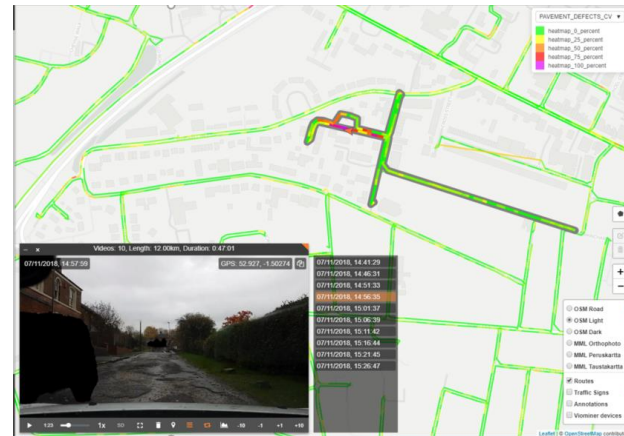 PAVEMENT_DEFECTS_CV
heatmap_0_percent
heatmap_25_percent
heatmap_50_percent
heatmap_75_percent
heatmap_100_percent
Videos: 10, Length: 12.00km, Duration: 0:47:01
07/11/2018, 14:57:59
GPS: 52.927, -1.50274
1:23
1x
SD
-10
-1
+1
+10
07/11/2018, 14:41:29
07/11/2018, 14:46:31
07/11/2018, 14:51:33
07/11/2018, 14:56:35
07/11/2018, 15:01:37
07/11/2018, 15:06:39
07/11/2018, 15:11:42
07/11/2018, 15:16:44
07/11/2018, 15:21:45
07/11/2018, 15:26:47
+
−
OSM Road
OSM Light
OSM Dark
MML Orthophoto
MML Peruskartta
MML Taustakartta
Routes
Traffic Signs
Annotations
Viominer devices
Leaflet | © OpenStreetMap contribut